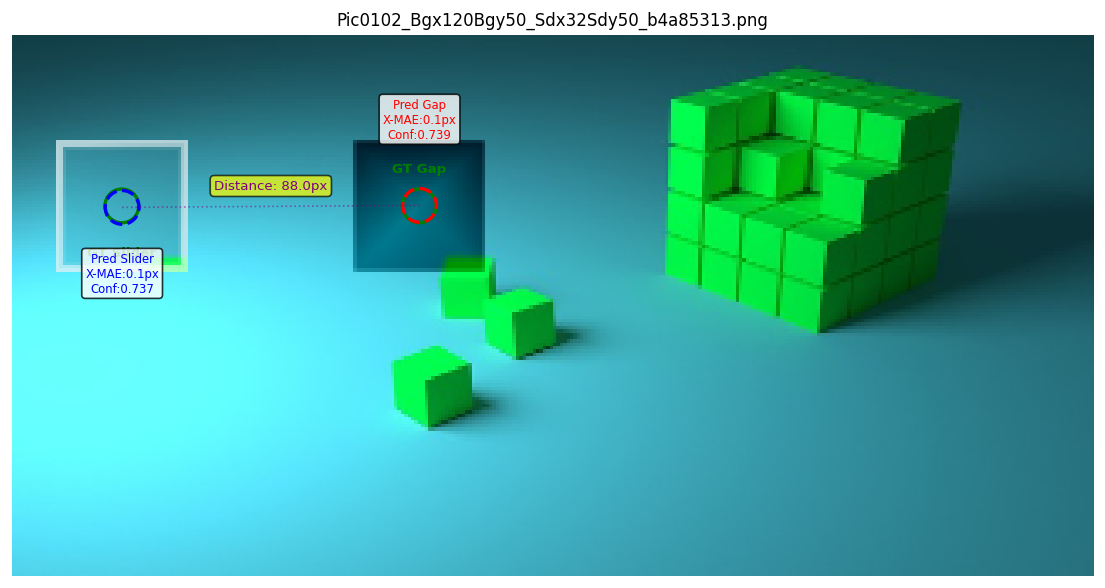 Pic0102_Bgx120Bgy50_Sdx32Sdy50_b4a85313.png
Pred Gap
X-MAE:0.1px
Conf:0.739
GT Gap
Distance: 88.0px
Pred Slider
X-MAE:0.1px
Conf:0.737